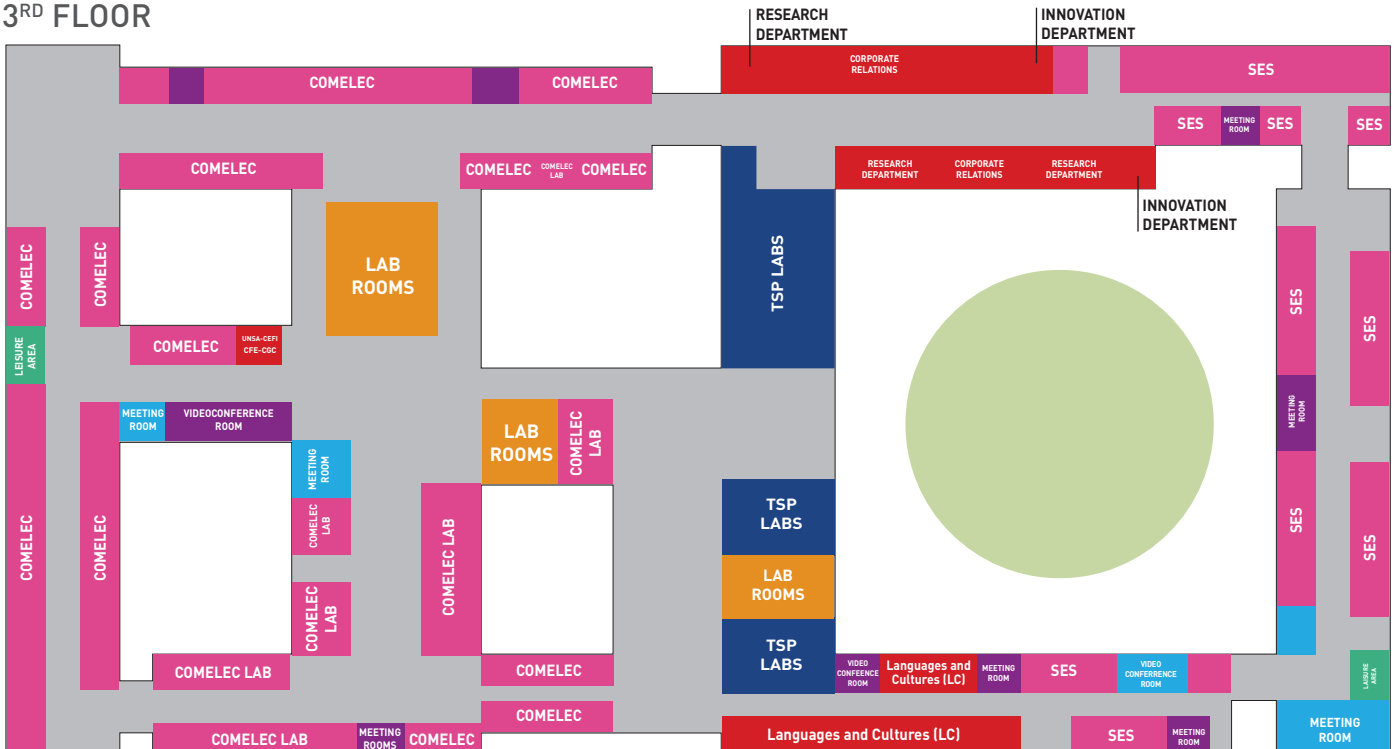 3RD FLOOR
RESEARCH
DEPARTMENT
INNOVATION
DEPARTMENT
COMELEC
COMELEC
CORPORATE
RELATIONS
SES
SES
MEETING
ROOM
SES
SES
COMELEC
COMELEC
COMELEC
LAB
COMELEC
RESEARCH
DEPARTMENT
CORPORATE
RELATIONS
RESEARCH
DEPARTMENT
INNOVATION
DEPARTMENT
COMELEC
COMELEC
LAB
ROOMS
TSP LABS
SES
SES
COMELEC
UNSA-CEFI
CFE-CGC
LEISURE
AREA
MEETING
ROOM
VIDEOCONFERENCE
ROOM
MEETING
ROOM
LAB
ROOMS
COMELEC
LAB
MEETING
ROOM
COMELEC
COMELEC
COMELEC
LAB
COMELEC LAB
TSP
LABS
SES
SES
COMELEC
LAB
LAB
ROOMS
TSP
LABS
COMELEC LAB
COMELEC
VIDEO
CONFEENCE
ROOM
Languages and
Cultures (LC)
MEETING
ROOM
SES
VIDEO
CONFERRENCE
ROOM
LAISURE
AREA
COMELEC
COMELEC LAB
MEETING
ROOMS
COMELEC
Languages and Cultures (LC)
SES
MEETING
ROOM
MEETING
ROOM